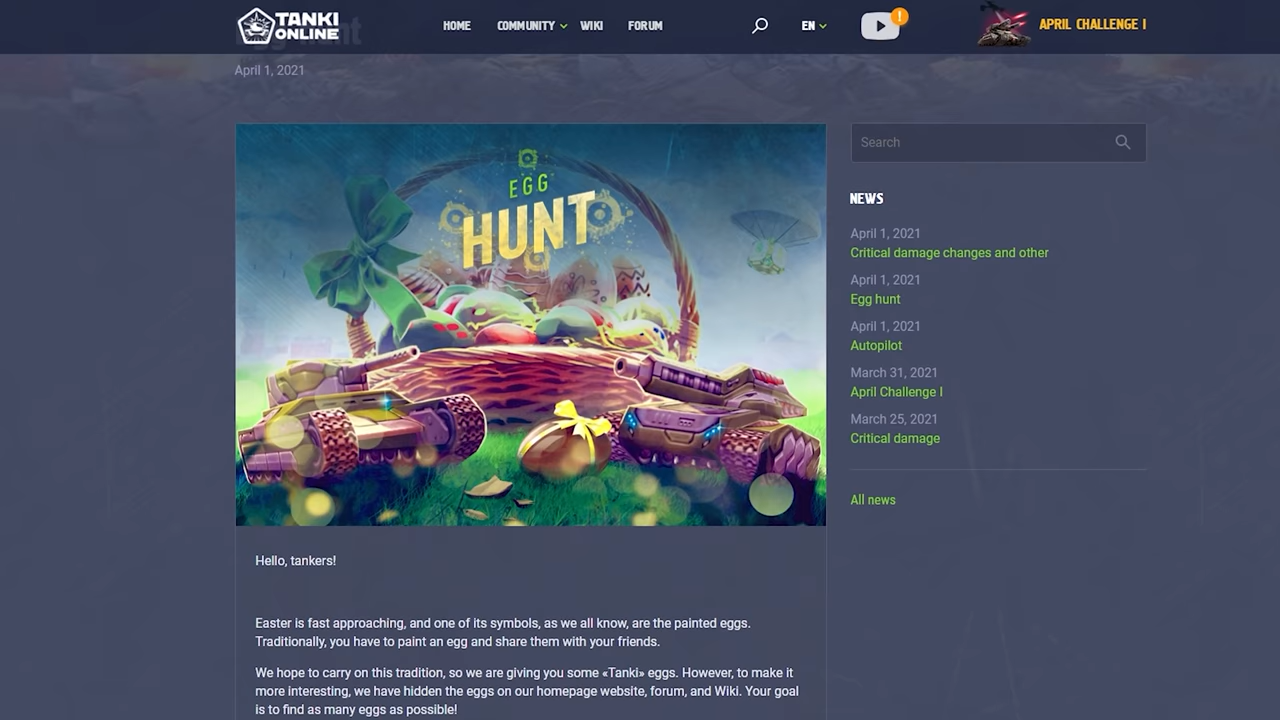 TANKI
ONLINE
HOME
COMMUNITY
WIKI
FORUM
EN
!
APRIL CHALLENGE I
April 1, 2021
EGG
HUNT
Hello, tankers!
Easter is fast approaching, and one of its symbols, as we all know, are the painted eggs.
Traditionally, you have to paint an egg and share them with your friends.
We hope to carry on this tradition, so we are giving you some «Tanki» eggs. However, to make it
more interesting, we have hidden the eggs on our homepage website, forum, and Wiki. Your goal
is to find as many eggs as possible!
Search
NEWS
April 1, 2021
Critical damage changes and other
April 1, 2021
Egg hunt
April 1, 2021
Autopilot
March 31, 2021
April Challenge I
March 25, 2021
Critical damage
All news